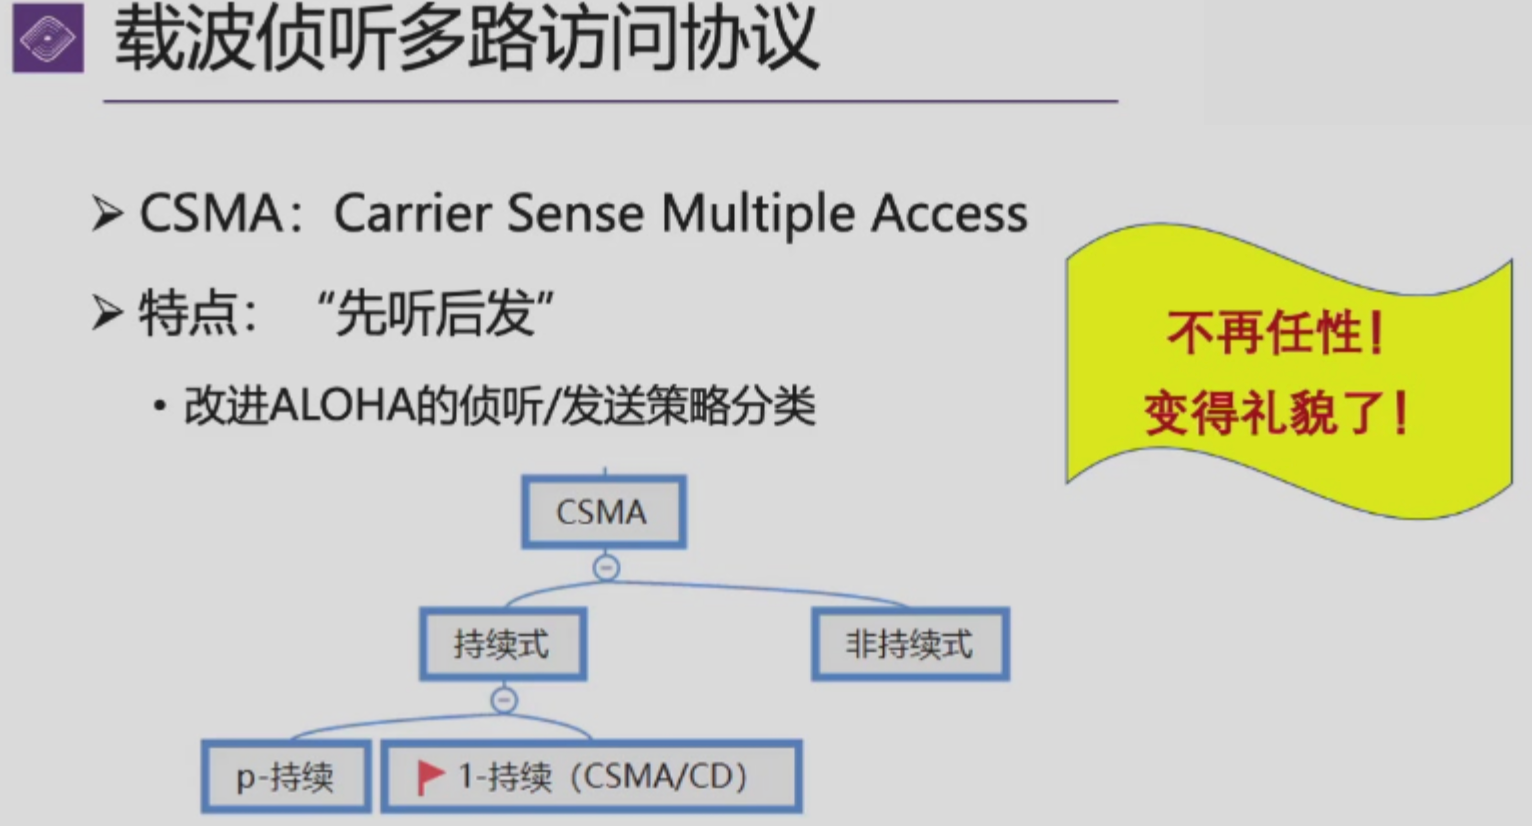 载波侦听多路访问协议
➢ CSMA：Carrier Sense Multiple Access
➢ 特点：“先听后发”
• 改进ALOHA的侦听/发送策略分类
不再任性！
变得礼貌了！
CSMA
持续式
非持续式
p-持续
1-持续（CSMA/CD）